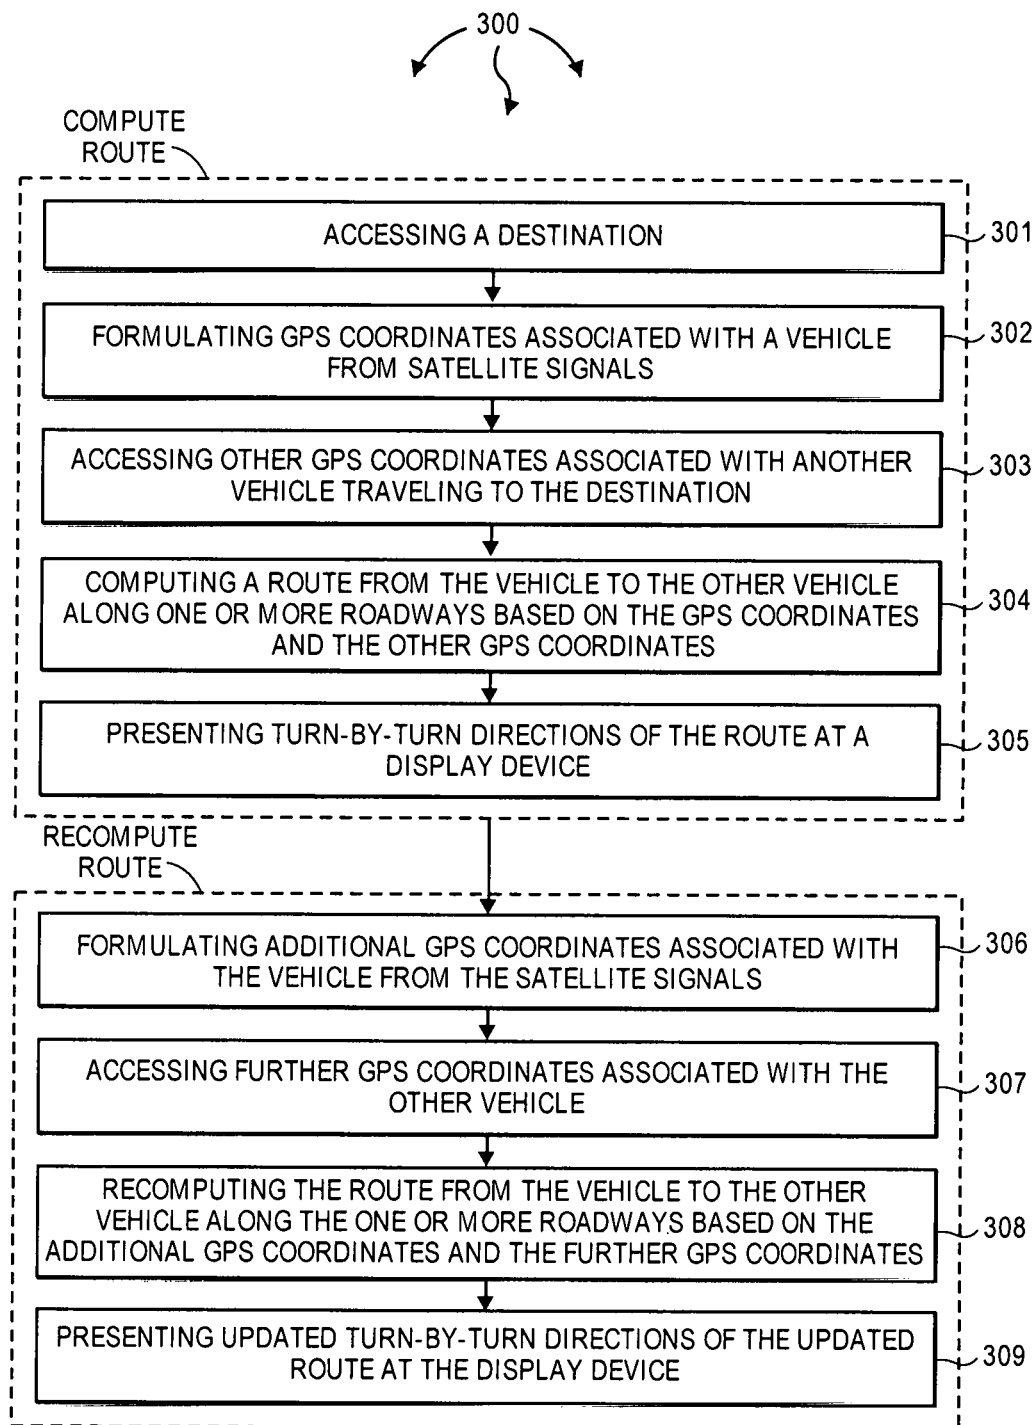 300
COMPUTE
ROUTE
ACCESSING A DESTINATION
301
FORMULATING GPS COORDINATES ASSOCIATED WITH A VEHICLE
FROM SATELLITE SIGNALS
302
ACCESSING OTHER GPS COORDINATES ASSOCIATED WITH ANOTHER
VEHICLE TRAVELING TO THE DESTINATION
303
COMPUTING A ROUTE FROM THE VEHICLE TO THE OTHER VEHICLE
ALONG ONE OR MORE ROADWAYS BASED ON THE GPS COORDINATES
AND THE OTHER GPS COORDINATES
304
PRESENTING TURN-BY-TURN DIRECTIONS OF THE ROUTE AT A
DISPLAY DEVICE
305
RECOMPUTE
ROUTE
FORMULATING ADDITIONAL GPS COORDINATES ASSOCIATED WITH
THE VEHICLE FROM THE SATELLITE SIGNALS
306
ACCESSING FURTHER GPS COORDINATES ASSOCIATED WITH THE
OTHER VEHICLE
307
RECOMPUTING THE ROUTE FROM THE VEHICLE TO THE OTHER
VEHICLE ALONG THE ONE OR MORE ROADWAYS BASED ON THE
ADDITIONAL GPS COORDINATES AND THE FURTHER GPS COORDINATES
308
PRESENTING UPDATED TURN-BY-TURN DIRECTIONS OF THE UPDATED
ROUTE AT THE DISPLAY DEVICE
309